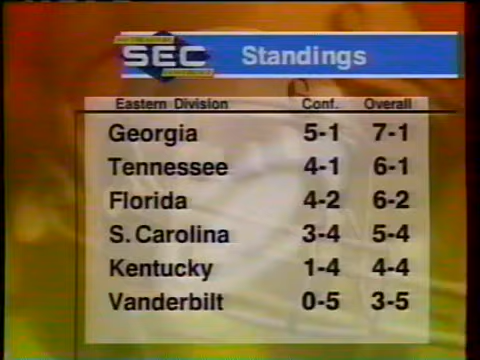 SEC Standings
Eastern Division Conf. Overall
Georgia 5-1 7-1
Tennessee 4-1 6-1
Florida 4-2 6-2
S. Carolina 3-4 5-4
Kentucky 1-4 4-4
Vanderbilt 0-5 3-5